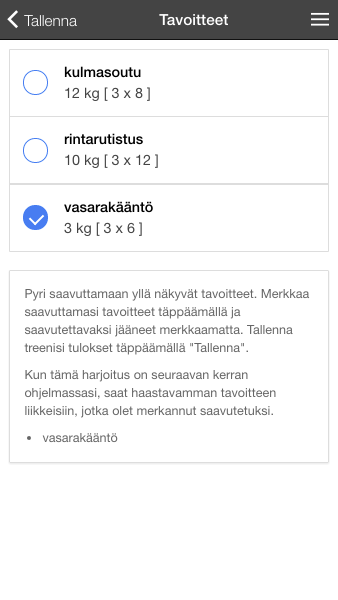 Tallenna
Tavoitteet
kulmasoutu
12 kg [ 3 x 8 ]
rintarutistus
10 kg [ 3 x 12 ]
vasarakääntö
3 kg [ 3 x 6 ]
Pyri saavuttamaan yllä näkyvät tavoitteet. Merkkaa
saavuttamasi tavoitteet täppäämällä ja
saavutettavaksi jääneet merkkaamatta. Tallenna
treenisi tulokset täppäämällä "Tallenna".
Kun tämä harjoitus on seuraavan kerran
ohjelmassasi, saat haastavamman tavoitteen
liikkeisiin, jotka olet merkannut saavutetuksi.
• vasarakääntö